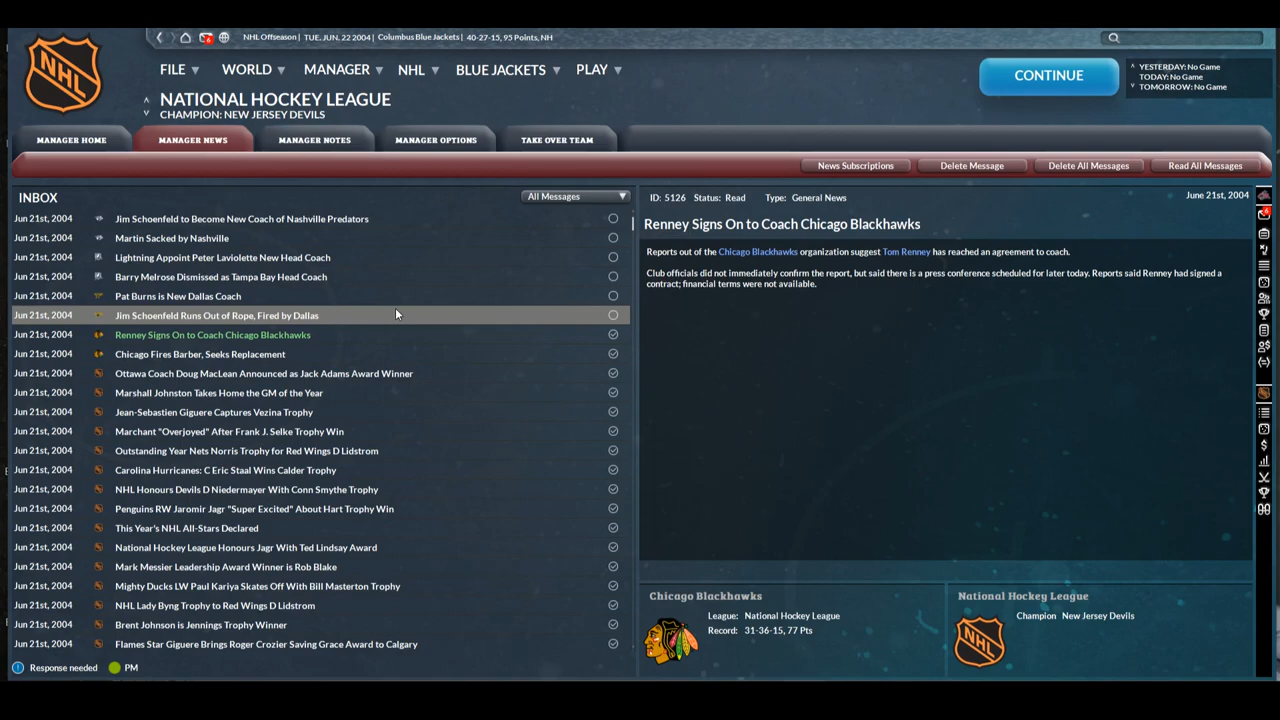 NHL Offseason | TUE. JUN. 22 2004 | Columbus Blue Jackets | 40-27-15, 95 Points, NH
NHL
FILE WORLD MANAGER NHL BLUE JACKETS PLAY
CONTINUE
YESTERDAY: No Game
TODAY: No Game
TOMORROW: No Game
NATIONAL HOCKEY LEAGUE
CHAMPION: NEW JERSEY DEVILS
MANAGER HOME MANAGER NEWS MANAGER NOTES MANAGER OPTIONS TAKE OVER TEAM
News Subscriptions Delete Message Delete All Messages Read All Messages
INBOX All Messages
Jun 21st, 2004 Jim Schoenfeld to Become New Coach of Nashville Predators
Jun 21st, 2004 Martin Sacked by Nashville
Jun 21st, 2004 Lightning Appoint Peter Laviolette New Head Coach
Jun 21st, 2004 Barry Melrose Dismissed as Tampa Bay Head Coach
Jun 21st, 2004 Pat Burns is New Dallas Coach
Jun 21st, 2004 Jim Schoenfeld Runs Out of Rope, Fired by Dallas
Jun 21st, 2004 Renney Signs On to Coach Chicago Blackhawks
Jun 21st, 2004 Chicago Fires Barber, Seeks Replacement
Jun 21st, 2004 Ottawa Coach Doug MacLean Announced as Jack Adams Award Winner
Jun 21st, 2004 Marshall Johnston Takes Home the GM of the Year
Jun 21st, 2004 Jean-Sebastien Giguere Captures Vezina Trophy
Jun 21st, 2004 Marchant "Overjoyed" After Frank J. Selke Trophy Win
Jun 21st, 2004 Outstanding Year Nets Norris Trophy for Red Wings D Lidstrom
Jun 21st, 2004 Carolina Hurricanes: C Eric Staal Wins Calder Trophy
Jun 21st, 2004 NHL Honours Devils D Niedermayer With Conn Smythe Trophy
Jun 21st, 2004 Penguins RW Jaromir Jagr "Super Excited" About Hart Trophy Win
Jun 21st, 2004 This Year's NHL All-Stars Declared
Jun 21st, 2004 National Hockey League Honours Jagr With Ted Lindsay Award
Jun 21st, 2004 Mark Messier Leadership Award Winner is Rob Blake
Jun 21st, 2004 Mighty Ducks LW Paul Kariya Skates Off With Bill Masterton Trophy
Jun 21st, 2004 NHL Lady Byng Trophy to Red Wings D Lidstrom
Jun 21st, 2004 Brent Johnson is Jennings Trophy Winner
Jun 21st, 2004 Flames Star Giguere Brings Roger Crozier Saving Grace Award to Calgary
Response needed PM
ID: 5126 Status: Read Type: General News June 21st, 2004
Renney Signs On to Coach Chicago Blackhawks
Reports out of the Chicago Blackhawks organization suggest Tom Renney has reached an agreement to coach.
Club officials did not immediately confirm the report, but said there is a press conference scheduled for later today. Reports said Renney had signed a
contract; financial terms were not available.
Chicago Blackhawks
League: National Hockey League
Record: 31-36-15, 77 Pts
National Hockey League
Champion New Jersey Devils
NHL